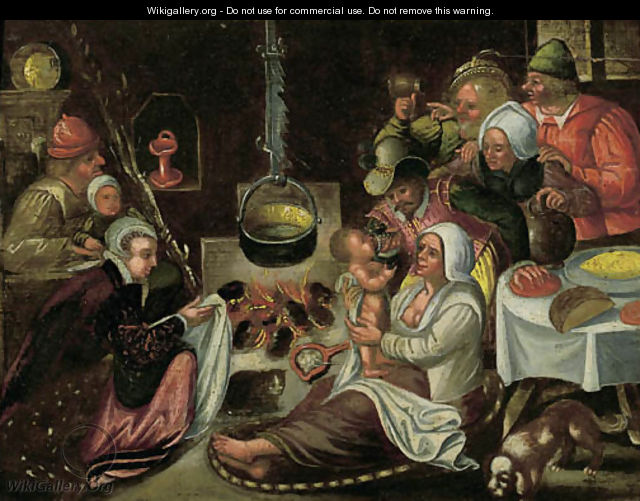 Wikigallery.org - Do not use for commercial use. Do not remove this warning.
WikiGallery.Org